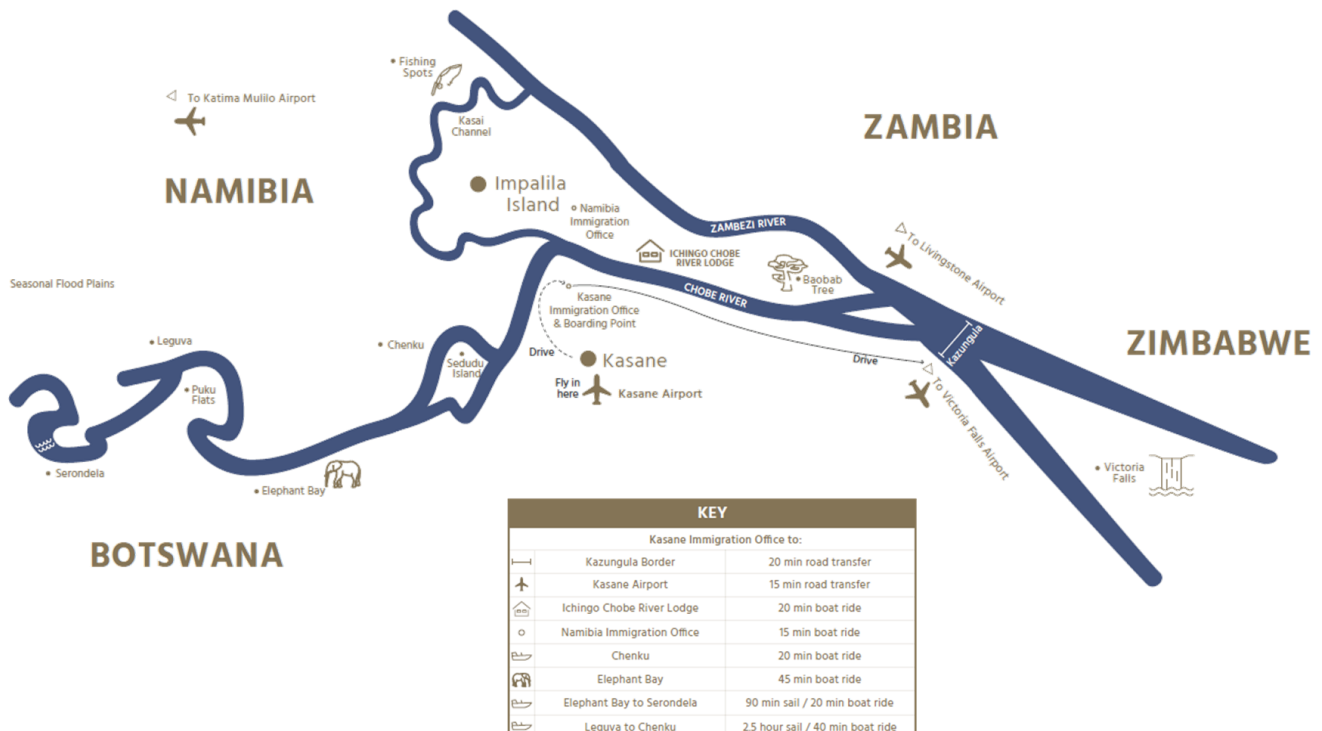 Fishing
Spots
To Katima Mulilo Airport
Kasai
Channel
ZAMBIA
NAMIBIA
Impalila
Island
Namibia
Immigration
Office
ZAMBEZI RIVER
To Livingstone Airport
ICHINGO CHOBE
RIVER LODGE
Baobab
Tree
Seasonal Flood Plains
CHOBE RIVER
Kasane
Immigration Office
& Boarding Point
Kazungula
ZIMBABWE
Leguva
Chenku
Sedudu
Island
Drive
Kasane
Drive
Puku
Flats
Fly in
here
Kasane Airport
To Victoria Falls Airport
Serondela
Elephant Bay
Victoria
Falls
BOTSWANA
KEY
Kasane Immigration Office to:
Kazungula Border 20 min road transfer
Kasane Airport 15 min road transfer
Ichingo Chobe River Lodge 20 min boat ride
Namibia Immigration Office 15 min boat ride
Chenku 20 min boat ride
Elephant Bay 45 min boat ride
Elephant Bay to Serondela 90 min sail / 20 min boat ride
Leguva to Chenku 2.5 hour sail / 40 min boat ride